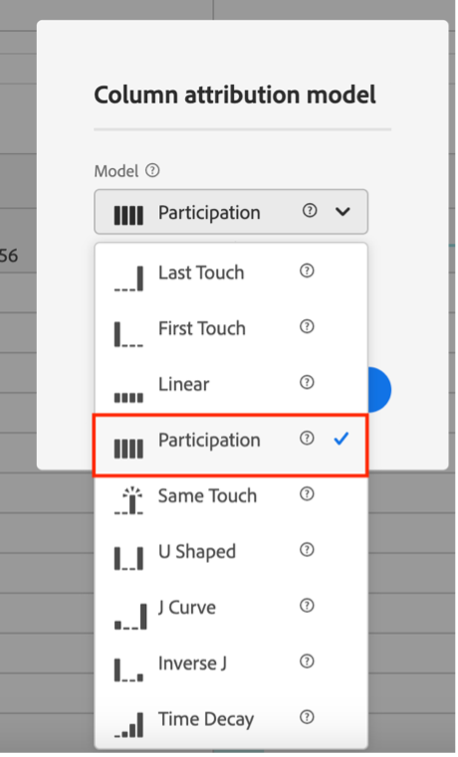 Column attribution model
Model
Participation
56
Last Touch
First Touch
Linear
Participation
Same Touch
U Shaped
J Curve
Inverse J
Time Decay